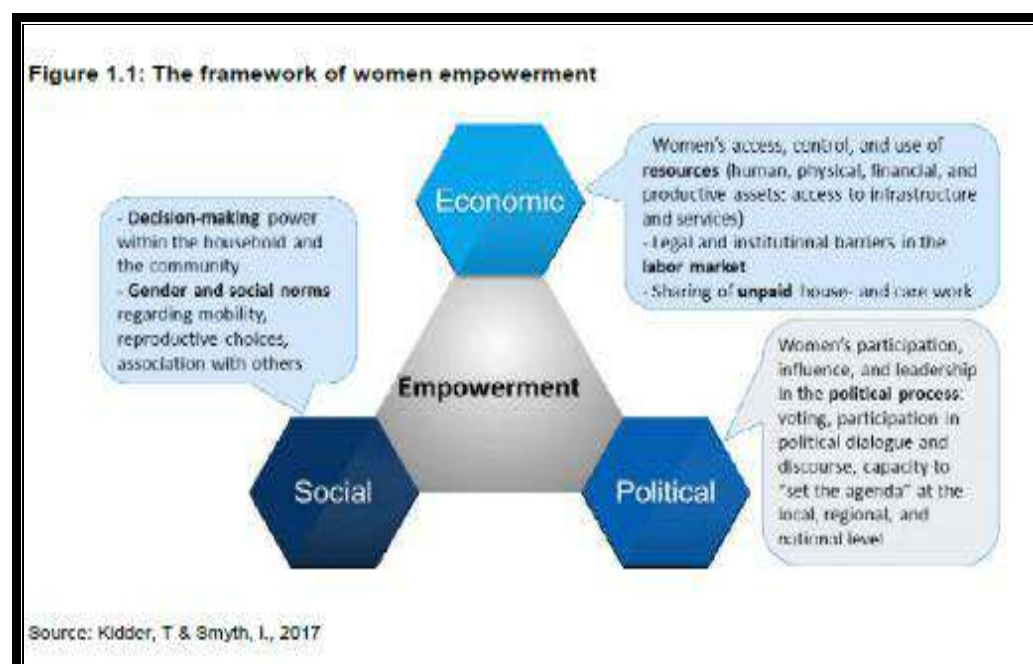 Figure 1.1: The framework of women empowerment
Economic
Women's access, control, and use of
resources (human, physical, financial, and
productive assets: access to infrastructure
and services)
- Legal and institutional barriers in the
labor market
- Sharing of unpaid house- and care work
- Decision-making power
within the household and
the community
- Gender and social norms
regarding mobility,
reproductive choices,
association with others
Empowerment
Women's participation,
influence, and leadership
in the political process:
voting, participation in
political dialogue and
discourse, capacity to
"set the agenda" at the
local, regional, and
national level
Social
Political
Source: Kidder, T & Smyth, I., 2017